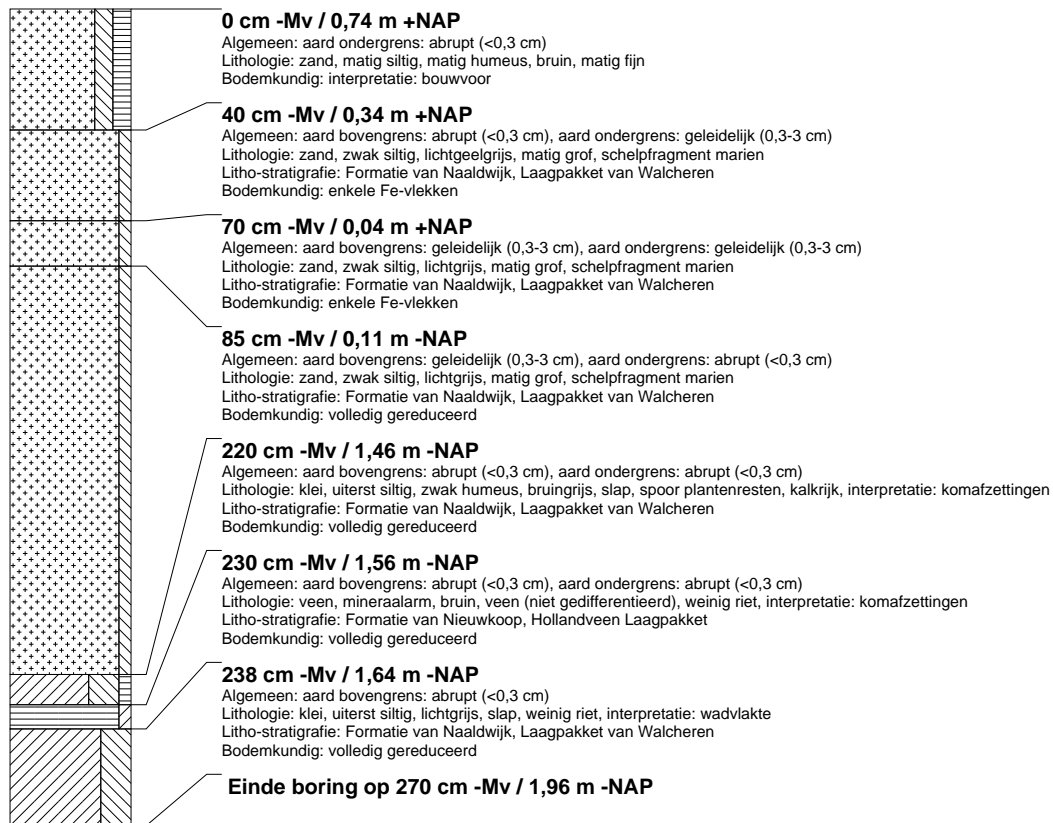 0 cm -Mv / 0,74 m +NAP
Algemeen: aard ondergrens: abrupt (<0,3 cm)
Lithologie: zand, matig siltig, matig humeus, bruin, matig fijn
Bodemkundig: interpretatie: bouwvoor
40 cm -Mv / 0,34 m +NAP
Algemeen: aard bovengrens: abrupt (<0,3 cm), aard ondergrens: geleidelijk (0,3-3 cm)
Lithologie: zand, zwak siltig, lichtgeelgrijs, matig grof, schelpfragment marien
Litho-stratigrafie: Formatie van Naaldwijk, Laagpakket van Walcheren
Bodemkundig: enkele Fe-vlekken
70 cm -Mv / 0,04 m +NAP
Algemeen: aard bovengrens: geleidelijk (0,3-3 cm), aard ondergrens: geleidelijk (0,3-3 cm)
Lithologie: zand, zwak siltig, lichtgrijs, matig grof, schelpfragment marien
Litho-stratigrafie: Formatie van Naaldwijk, Laagpakket van Walcheren
Bodemkundig: enkele Fe-vlekken
85 cm -Mv / 0,11 m -NAP
Algemeen: aard bovengrens: geleidelijk (0,3-3 cm), aard ondergrens: abrupt (<0,3 cm)
Lithologie: zand, zwak siltig, lichtgrijs, matig grof, schelpfragment marien
Litho-stratigrafie: Formatie van Naaldwijk, Laagpakket van Walcheren
Bodemkundig: volledig gereduceerd
220 cm -Mv / 1,46 m -NAP
Algemeen: aard bovengrens: abrupt (<0,3 cm), aard ondergrens: abrupt (<0,3 cm)
Lithologie: klei, uiterst siltig, zwak humeus, bruingrijs, slap, spoor plantenresten, kalkrijk, interpretatie: komafzettingen
Litho-stratigrafie: Formatie van Naaldwijk, Laagpakket van Walcheren
Bodemkundig: volledig gereduceerd
230 cm -Mv / 1,56 m -NAP
Algemeen: aard bovengrens: abrupt (<0,3 cm), aard ondergrens: abrupt (<0,3 cm)
Lithologie: veen, mineraalarm, bruin, veen (niet gedifferentieerd), weinig riet, interpretatie: komafzettingen
Litho-stratigrafie: Formatie van Nieuwkoop, Hollandveen Laagpakket
Bodemkundig: volledig gereduceerd
238 cm -Mv / 1,64 m -NAP
Algemeen: aard bovengrens: abrupt (<0,3 cm)
Lithologie: klei, uiterst siltig, lichtgrijs, slap, weinig riet, interpretatie: wadvlakte
Litho-stratigrafie: Formatie van Naaldwijk, Laagpakket van Walcheren
Bodemkundig: volledig gereduceerd
Einde boring op 270 cm -Mv / 1,96 m -NAP